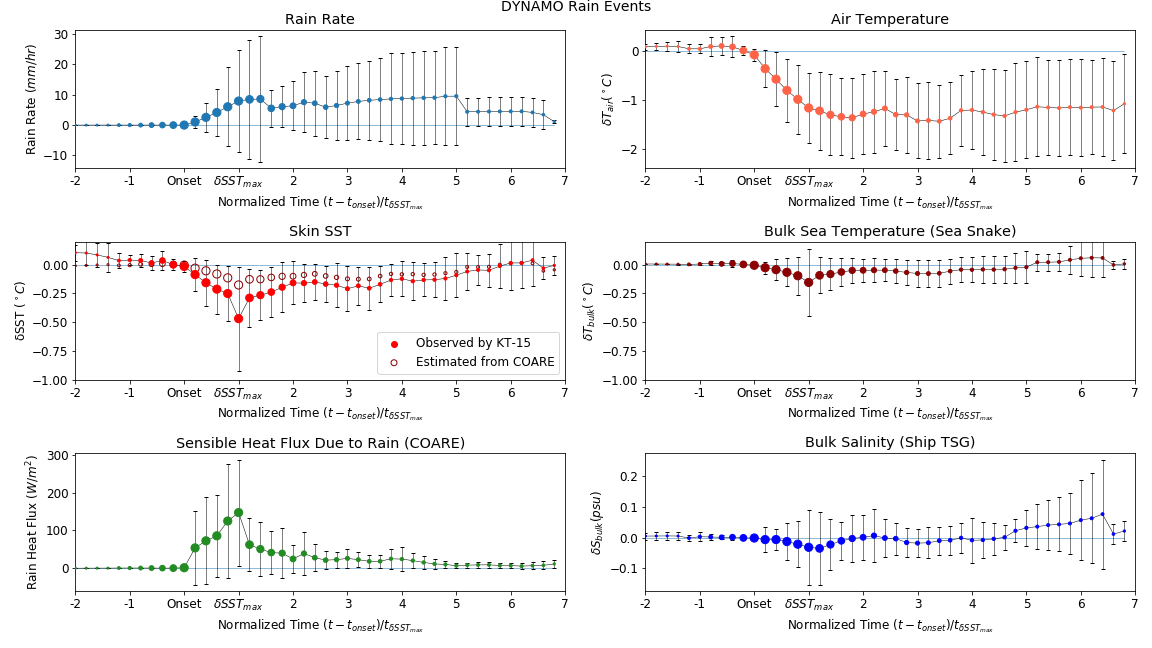 DYNAMO Rain Events
Rain Rate
Rain Rate (mm/hr)
30
20
10
0
−10
-2 -1 Onset δSST_max 2 3 4 5 6 7
Normalized Time (t − t_onset)/t_δSST_max
Air Temperature
δT_air(°C)
0
−1
−2
-2 -1 Onset δSST_max 2 3 4 5 6 7
Normalized Time (t − t_onset)/t_δSST_max
Skin SST
δSST (°C)
0.00
−0.25
−0.50
−0.75
−1.00
Observed by KT-15
Estimated from COARE
-2 -1 Onset δSST_max 2 3 4 5 6 7
Normalized Time (t − t_onset)/t_δSST_max
Bulk Sea Temperature (Sea Snake)
δT_bulk(°C)
0.00
−0.25
−0.50
−0.75
−1.00
-2 -1 Onset δSST_max 2 3 4 5 6 7
Normalized Time (t − t_onset)/t_δSST_max
Sensible Heat Flux Due to Rain (COARE)
Rain Heat Flux (W/m²)
300
200
100
0
-2 -1 Onset δSST_max 2 3 4 5 6 7
Normalized Time (t − t_onset)/t_δSST_max
Bulk Salinity (Ship TSG)
δS_bulk(psu)
0.2
0.1
0.0
−0.1
-2 -1 Onset δSST_max 2 3 4 5 6 7
Normalized Time (t − t_onset)/t_δSST_max